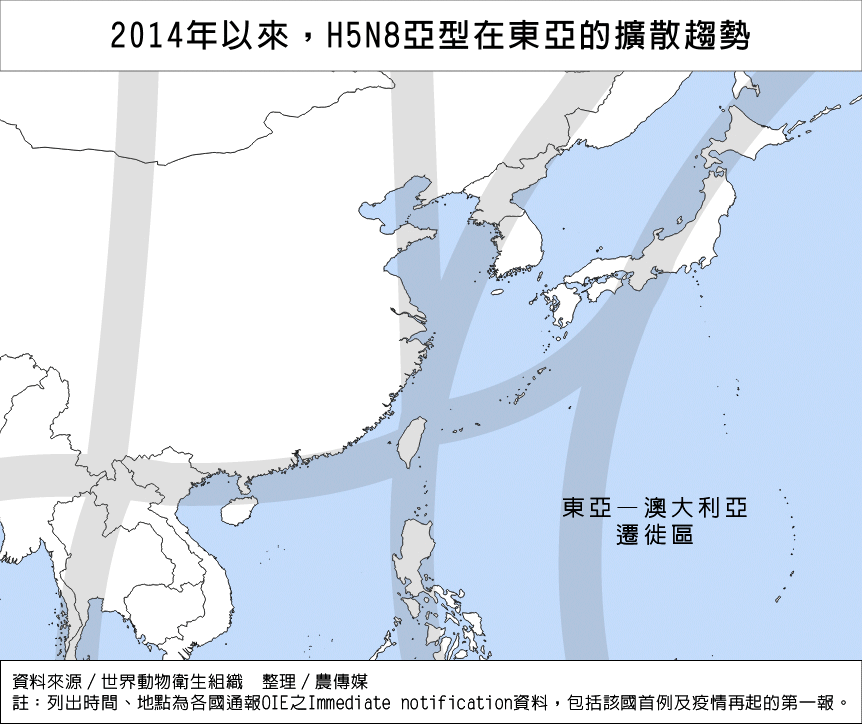 2014年以來，H5N8亞型在東亞的擴散趨勢
東亞－澳大利亞
遷徙區
資料來源／世界動物衛生組織　整理／農傳媒
註：列出時間、地點為各國通報OIE之Immediate notification資料，包括該國首例及疫情再起的第一報。